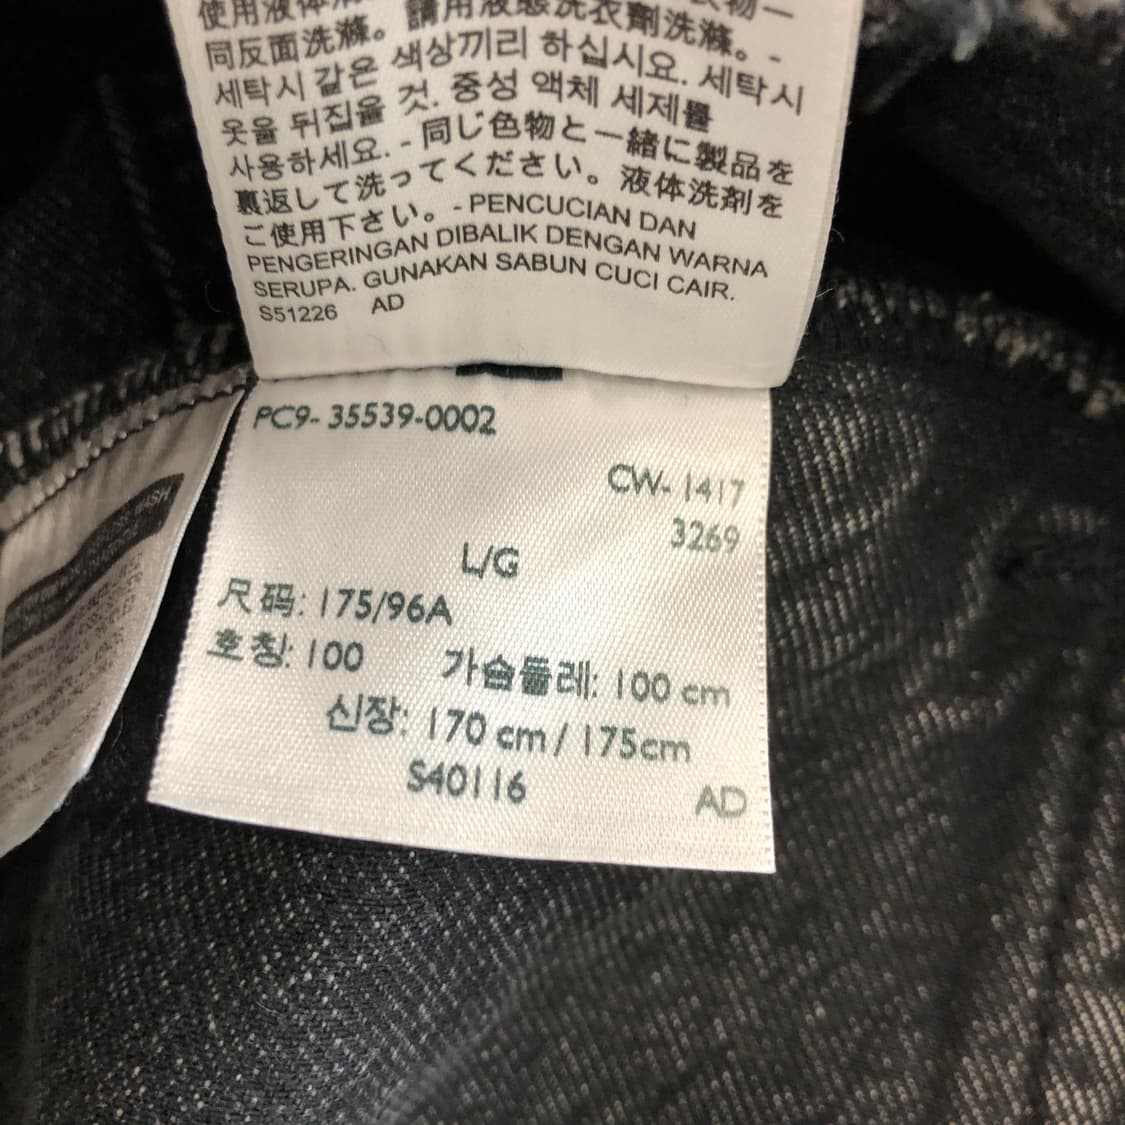 使用液体
同反面洗滌。請用液態洗衣劑洗滌。-
세탁시 같은 색상끼리 하십시요. 세탁시
옷을 뒤집을 것. 중성 액체 세제를
사용하세요. - 同じ色物と一緒に製品を
裏返して洗ってください。液体洗剤を
ご使用下さい。- PENCUCIAN DAN
PENGERINGAN DIBALIK DENGAN WARNA
SERUPA. GUNAKAN SABUN CUCI CAIR.
S51226 AD
PC9-35539-0002
CW-1417
3269
L/G
尺码: 175/96A
호칭: 100 가슴둘레: 100 cm
신장: 170 cm / 175cm
S40116 AD